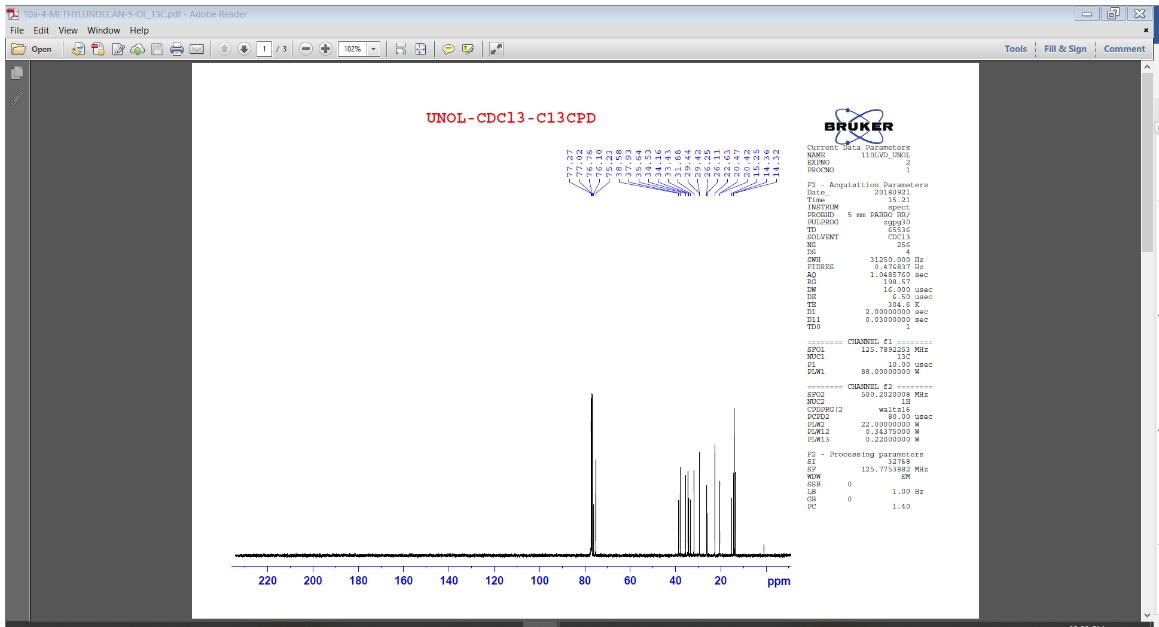 10a-4-METHYLUNDECAN-5-OL_13C.pdf - Adobe Reader
File Edit View Window Help
Open 1 / 3 102% Tools Fill & Sign Comment
UNOL-CDCl3-C13CPD
77.27
77.02
76.76
76.10
75.23
38.58
37.93
35.64
34.53
34.16
33.43
31.88
29.44
29.42
26.25
26.11
22.63
20.47
20.42
15.25
14.36
14.32
BRUKER
Current Data Parameters
NAME 110LVD_UNOL
EXPNO 2
PROCNO 1
F2 - Acquisition Parameters
Date_ 20180921
Time 15.21
INSTRUM spect
PROBHD 5 mm PABBO BB/
PULPROG zgpg30
TD 65536
SOLVENT CDCl3
NS 256
DS 4
SWH 31250.000 Hz
FIDRES 0.476837 Hz
AQ 1.0485760 sec
RG 198.57
DW 16.000 usec
DE 6.50 usec
TE 304.6 K
D1 2.00000000 sec
D11 0.03000000 sec
TD0 1
======== CHANNEL f1 ========
SFO1 125.7892253 MHz
NUC1 13C
P1 10.00 usec
PLW1 88.00000000 W
======== CHANNEL f2 ========
SFO2 500.2020008 MHz
NUC2 1H
CPDPRG[2 waltz16
PCPD2 80.00 usec
PLW2 22.00000000 W
PLW12 0.34375000 W
PLW13 0.22000000 W
F2 - Processing parameters
SI 32768
SF 125.7753882 MHz
WDW EM
SSB 0
LB 1.00 Hz
GB 0
PC 1.40
220 200 180 160 140 120 100 80 60 40 20 ppm